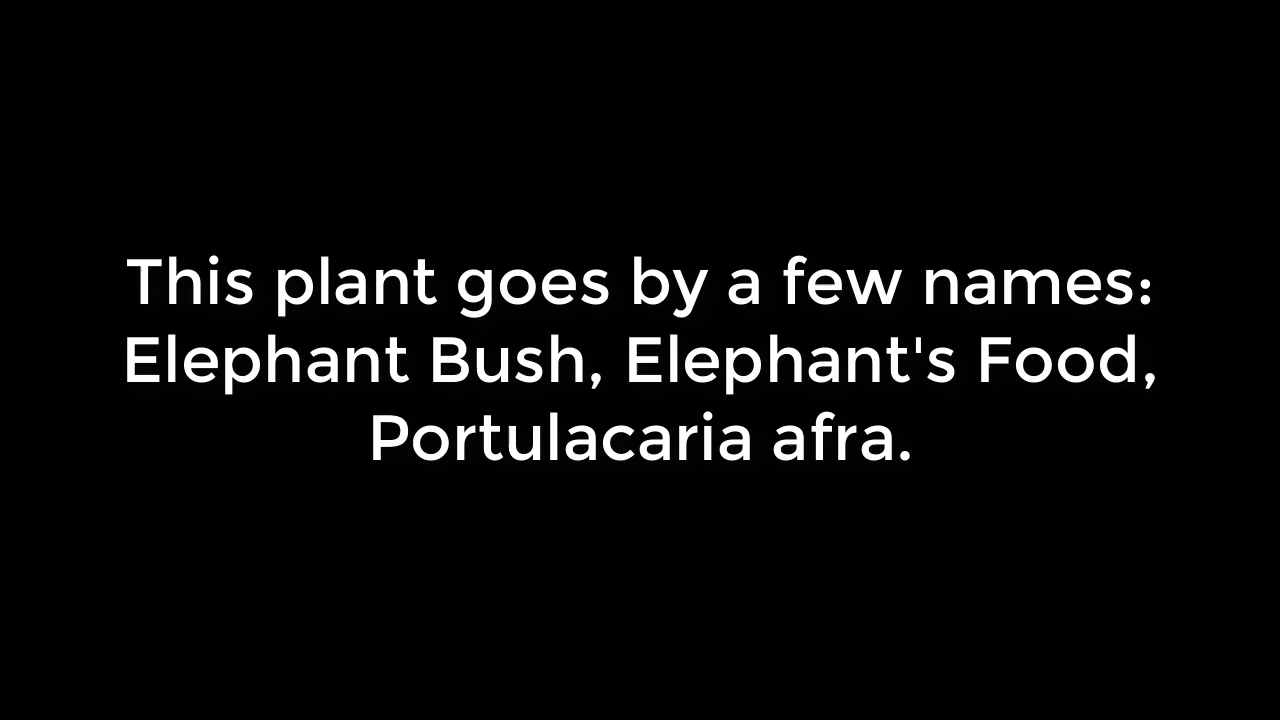 This plant goes by a few names:
Elephant Bush, Elephant's Food,
Portulacaria afra.